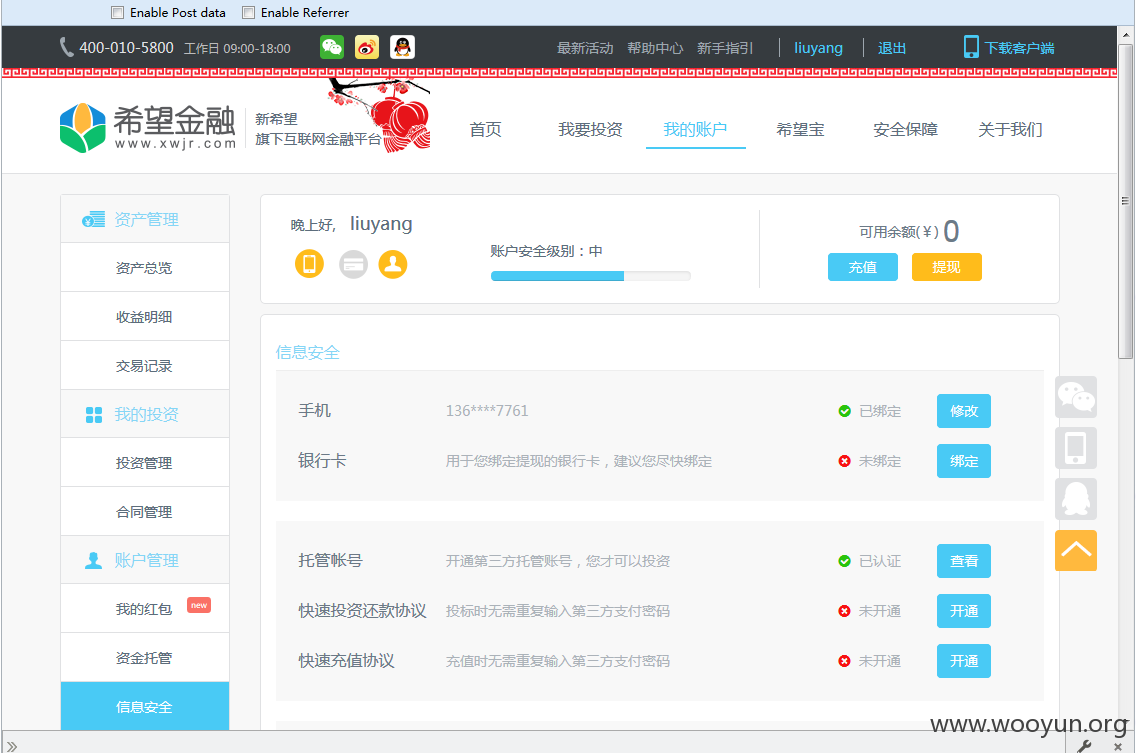 Enable Post data Enable Referrer
400-010-5800 工作日 09:00-18:00 最新活动 帮助中心 新手指引 liuyang 退出 下载客户端
希望金融 www.xwjr.com 新希望 旗下互联网金融平台 首页 我要投资 我的账户 希望宝 安全保障 关于我们
资产管理
资产总览
收益明细
交易记录
我的投资
投资管理
合同管理
账户管理
我的红包 new
资金托管
信息安全
晚上好, liuyang
账户安全级别：中
可用余额(￥) 0
充值 提现
信息安全
手机 136****7761 已绑定 修改
银行卡 用于您绑定提现的银行卡，建议您尽快绑定 未绑定 绑定
托管帐号 开通第三方托管账号，您才可以投资 已认证 查看
快速投资还款协议 投标时无需重复输入第三方支付密码 未开通 开通
快速充值协议 充值时无需重复输入第三方支付密码 未开通 开通
www.wooyun.org